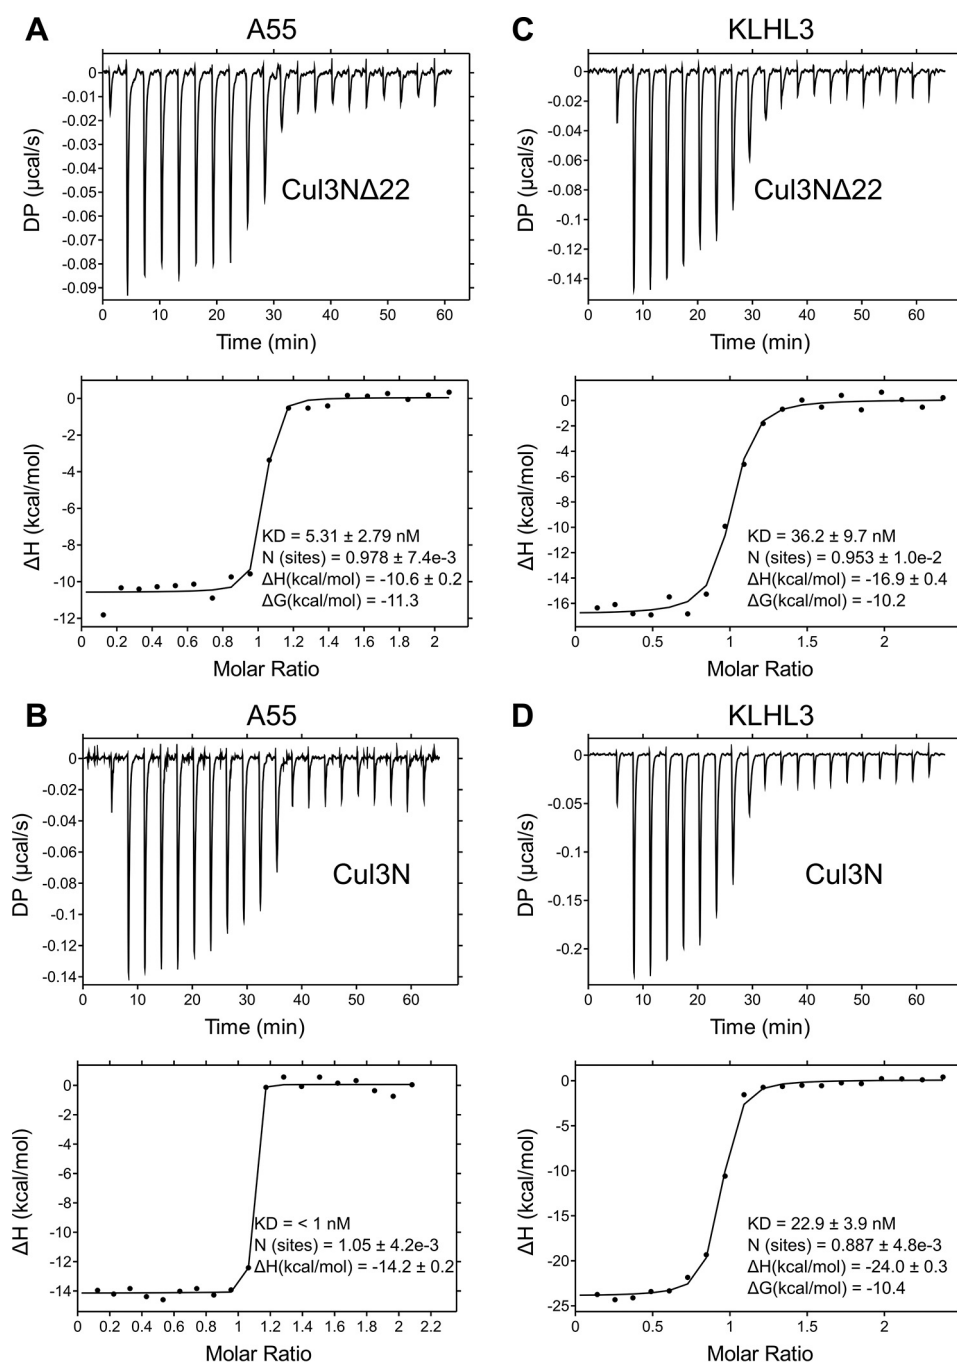 A
A55
0
-0.01
-0.02
-0.03
-0.04
-0.05
-0.06
-0.07
-0.08
-0.09
DP (µcal/s)
Cul3NΔ22
0 10 20 30 40 50 60
Time (min)
0
-2
-4
-6
-8
-10
-12
ΔH (kcal/mol)
KD = 5.31 ± 2.79 nM
N (sites) = 0.978 ± 7.4e-3
ΔH(kcal/mol) = -10.6 ± 0.2
ΔG(kcal/mol) = -11.3
0 0.2 0.4 0.6 0.8 1 1.2 1.4 1.6 1.8 2
Molar Ratio
C
KLHL3
0
-0.02
-0.04
-0.06
-0.08
-0.1
-0.12
-0.14
DP (µcal/s)
Cul3NΔ22
0 10 20 30 40 50 60
Time (min)
0
-2
-4
-6
-8
-10
-12
-14
-16
ΔH (kcal/mol)
KD = 36.2 ± 9.7 nM
N (sites) = 0.953 ± 1.0e-2
ΔH(kcal/mol) = -16.9 ± 0.4
ΔG(kcal/mol) = -10.2
0 0.5 1 1.5 2
Molar Ratio
B
A55
0
-0.02
-0.04
-0.06
-0.08
-0.1
-0.12
-0.14
DP (µcal/s)
Cul3N
0 10 20 30 40 50 60
Time (min)
0
-2
-4
-6
-8
-10
-12
-14
ΔH (kcal/mol)
KD = < 1 nM
N (sites) = 1.05 ± 4.2e-3
ΔH(kcal/mol) = -14.2 ± 0.2
0 0.2 0.4 0.6 0.8 1 1.2 1.4 1.6 1.8 2 2.2
Molar Ratio
D
KLHL3
0
-0.05
-0.1
-0.15
-0.2
DP (µcal/s)
Cul3N
0 10 20 30 40 50 60
Time (min)
0
-5
-10
-15
-20
-25
ΔH (kcal/mol)
KD = 22.9 ± 3.9 nM
N (sites) = 0.887 ± 4.8e-3
ΔH(kcal/mol) = -24.0 ± 0.3
ΔG(kcal/mol) = -10.4
0 0.5 1 1.5 2
Molar Ratio